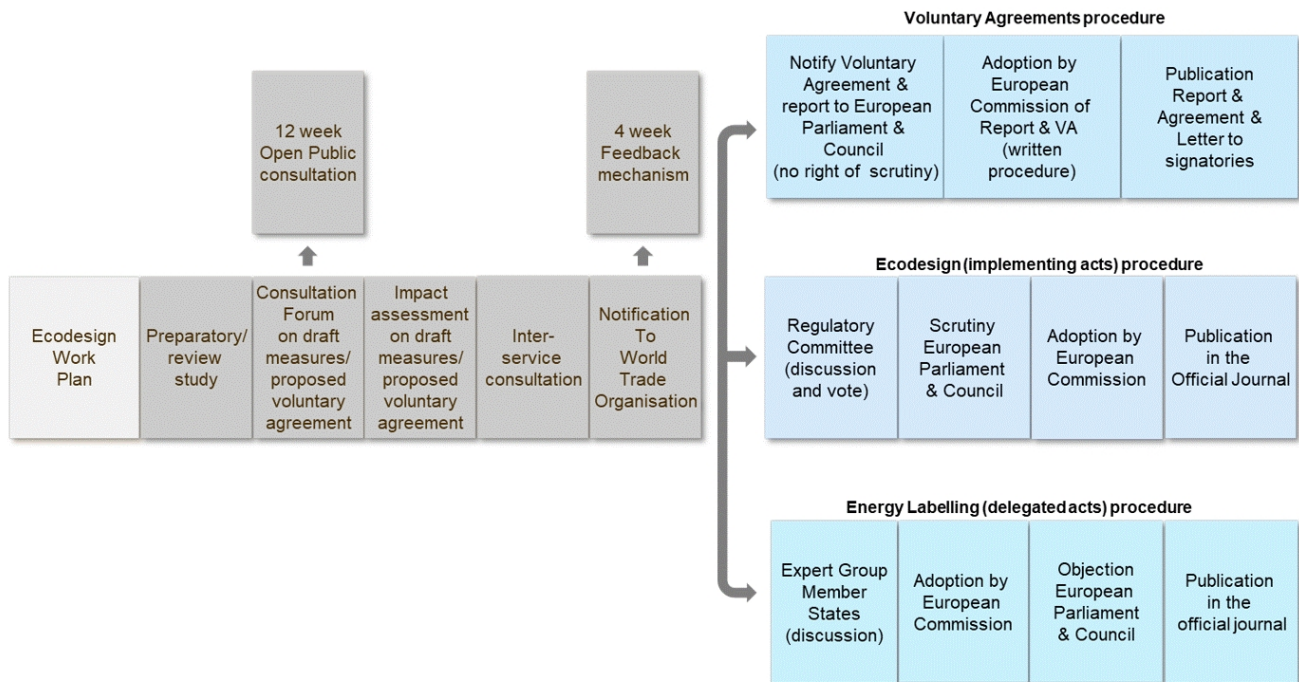 Voluntary Agreements procedure
Notify Voluntary
Agreement &
report to European
Parliament &
Council
(no right of scrutiny)
Adoption by
European
Commission of
Report & VA
(written
procedure)
Publication
Report &
Agreement &
Letter to
signatories
12 week
Open Public
consultation
4 week
Feedback
mechanism
Ecodesign
Work
Plan
Preparatory/
review
study
Consultation
Forum
on draft
measures/
proposed
voluntary
agreement
Impact
assessment
on draft
measures/
proposed
voluntary
agreement
Inter-
service
consultation
Notification
To
World
Trade
Organisation
Ecodesign (implementing acts) procedure
Regulatory
Committee
(discussion
and vote)
Scrutiny
European
Parliament
& Council
Adoption by
European
Commission
Publication
in the
Official Journal
Energy Labelling (delegated acts) procedure
Expert Group
Member
States
(discussion)
Adoption by
European
Commission
Objection
European
Parliament
& Council
Publication
in the
official journal